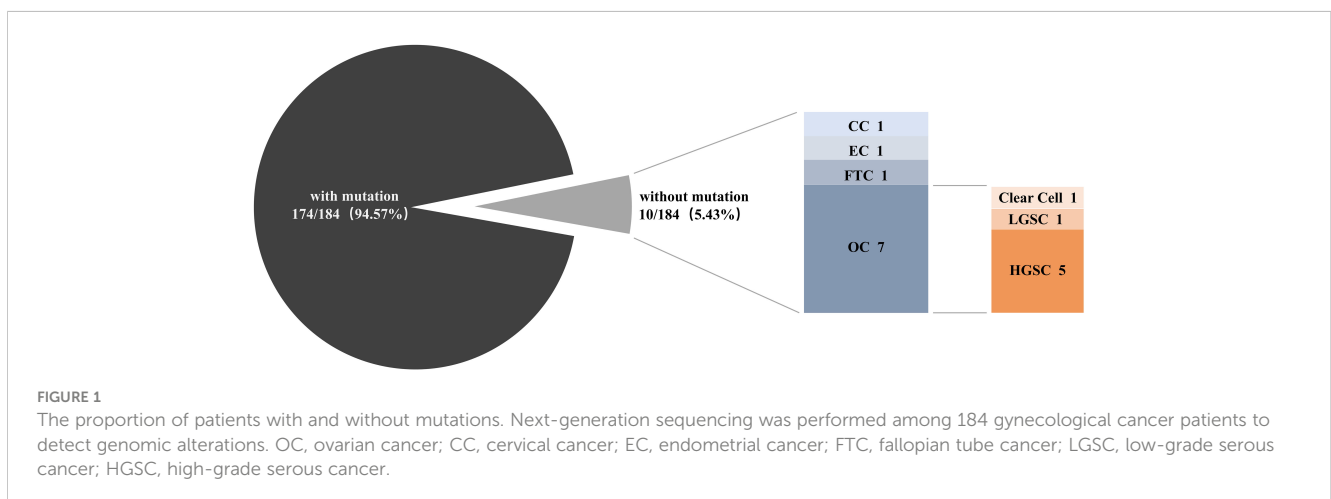 with mutation
174/184 (94.57%)
without mutation
10/184 (5.43%)
CC 1
EC 1
FTC 1
OC 7
Clear Cell 1
LGSC 1
HGSC 5
FIGURE 1
The proportion of patients with and without mutations. Next-generation sequencing was performed among 184 gynecological cancer patients to
detect genomic alterations. OC, ovarian cancer; CC, cervical cancer; EC, endometrial cancer; FTC, fallopian tube cancer; LGSC, low-grade serous
cancer; HGSC, high-grade serous cancer.